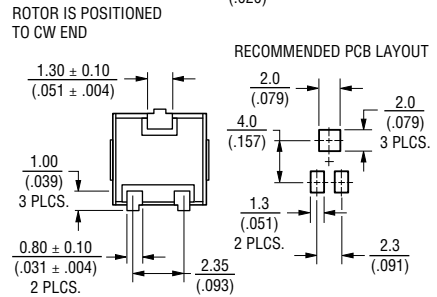 (.020)
ROTOR IS POSITIONED
TO CW END
RECOMMENDED PCB LAYOUT
1.30 ± 0.10
(.051 ± .004)
2.0
(.079)
2.0
(.079)
3 PLCS.
4.0
(.157)
1.00
(.039)
3 PLCS.
1.3
(.051)
2 PLCS.
0.80 ± 0.10
(.031 ± .004)
2 PLCS.
2.35
(.093)
2.3
(.091)